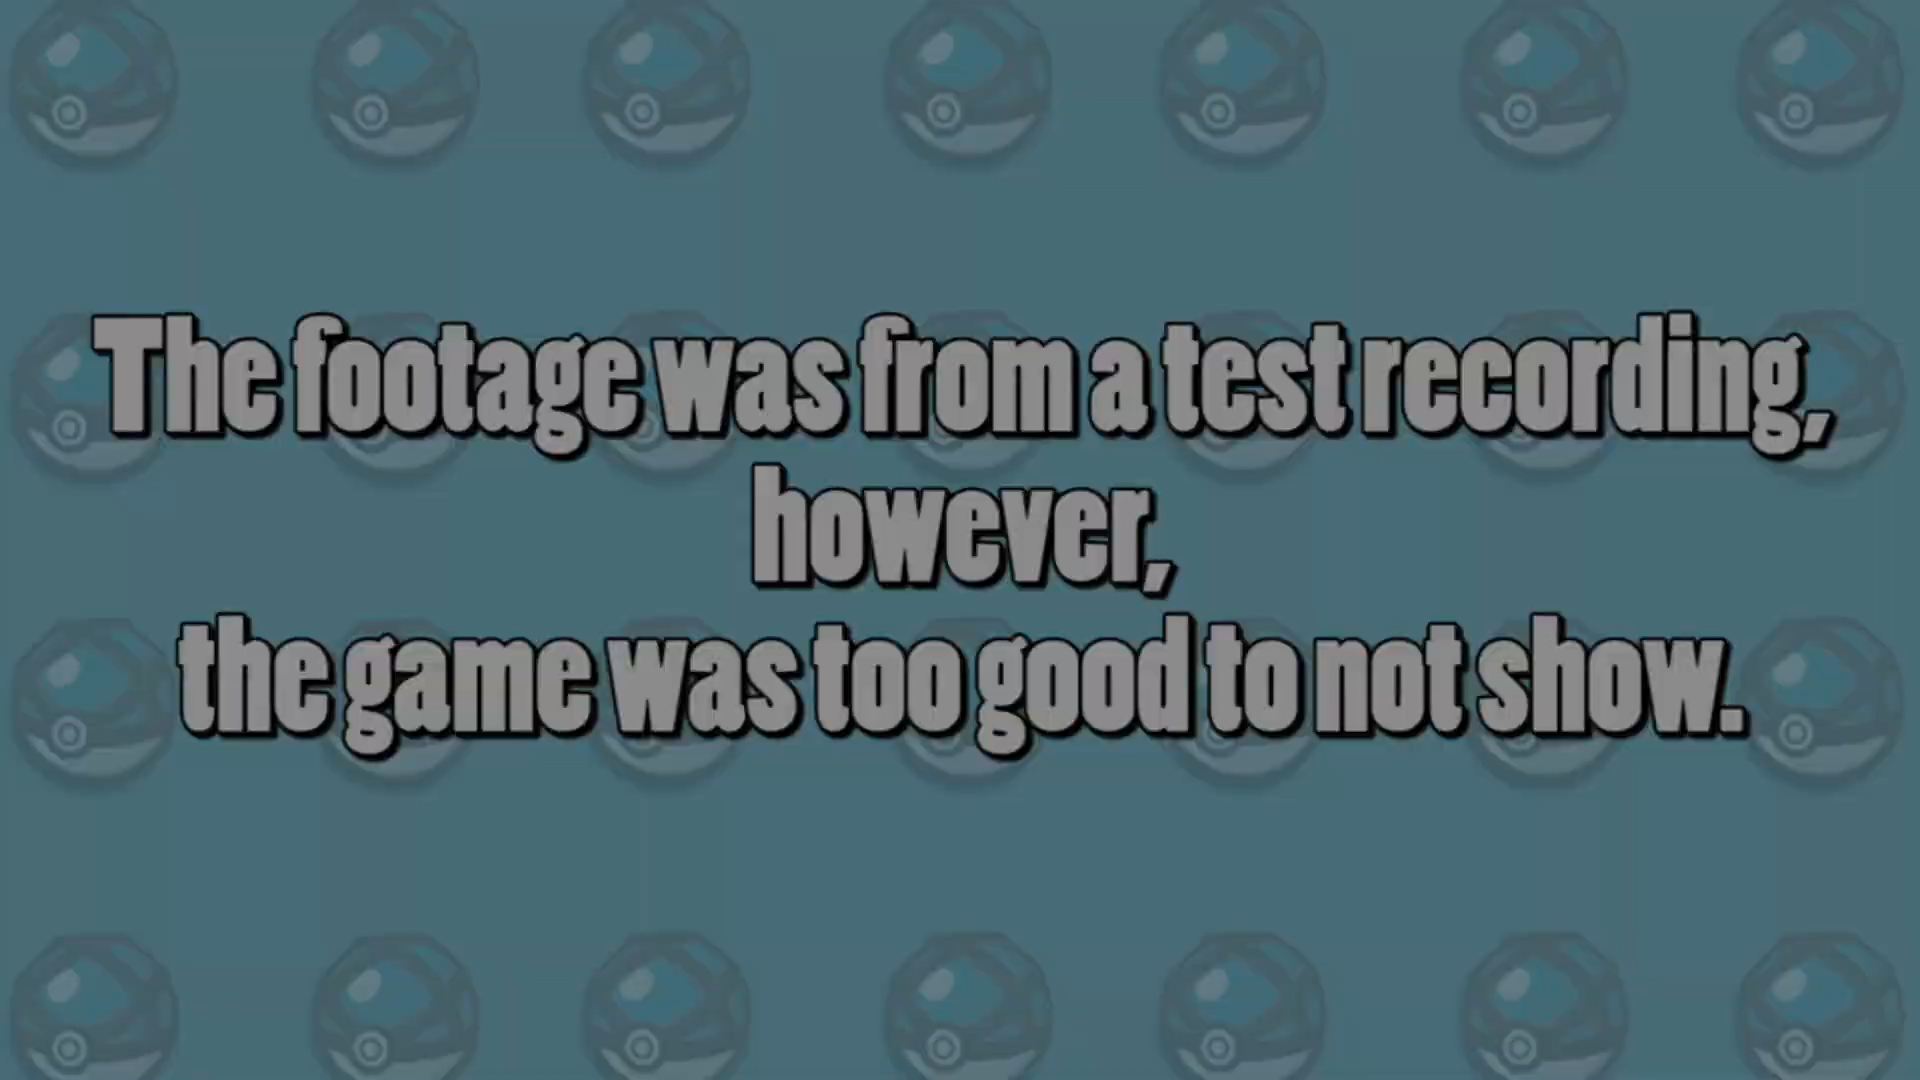 The footage was from a test recording,
however,
the game was too good to not show.